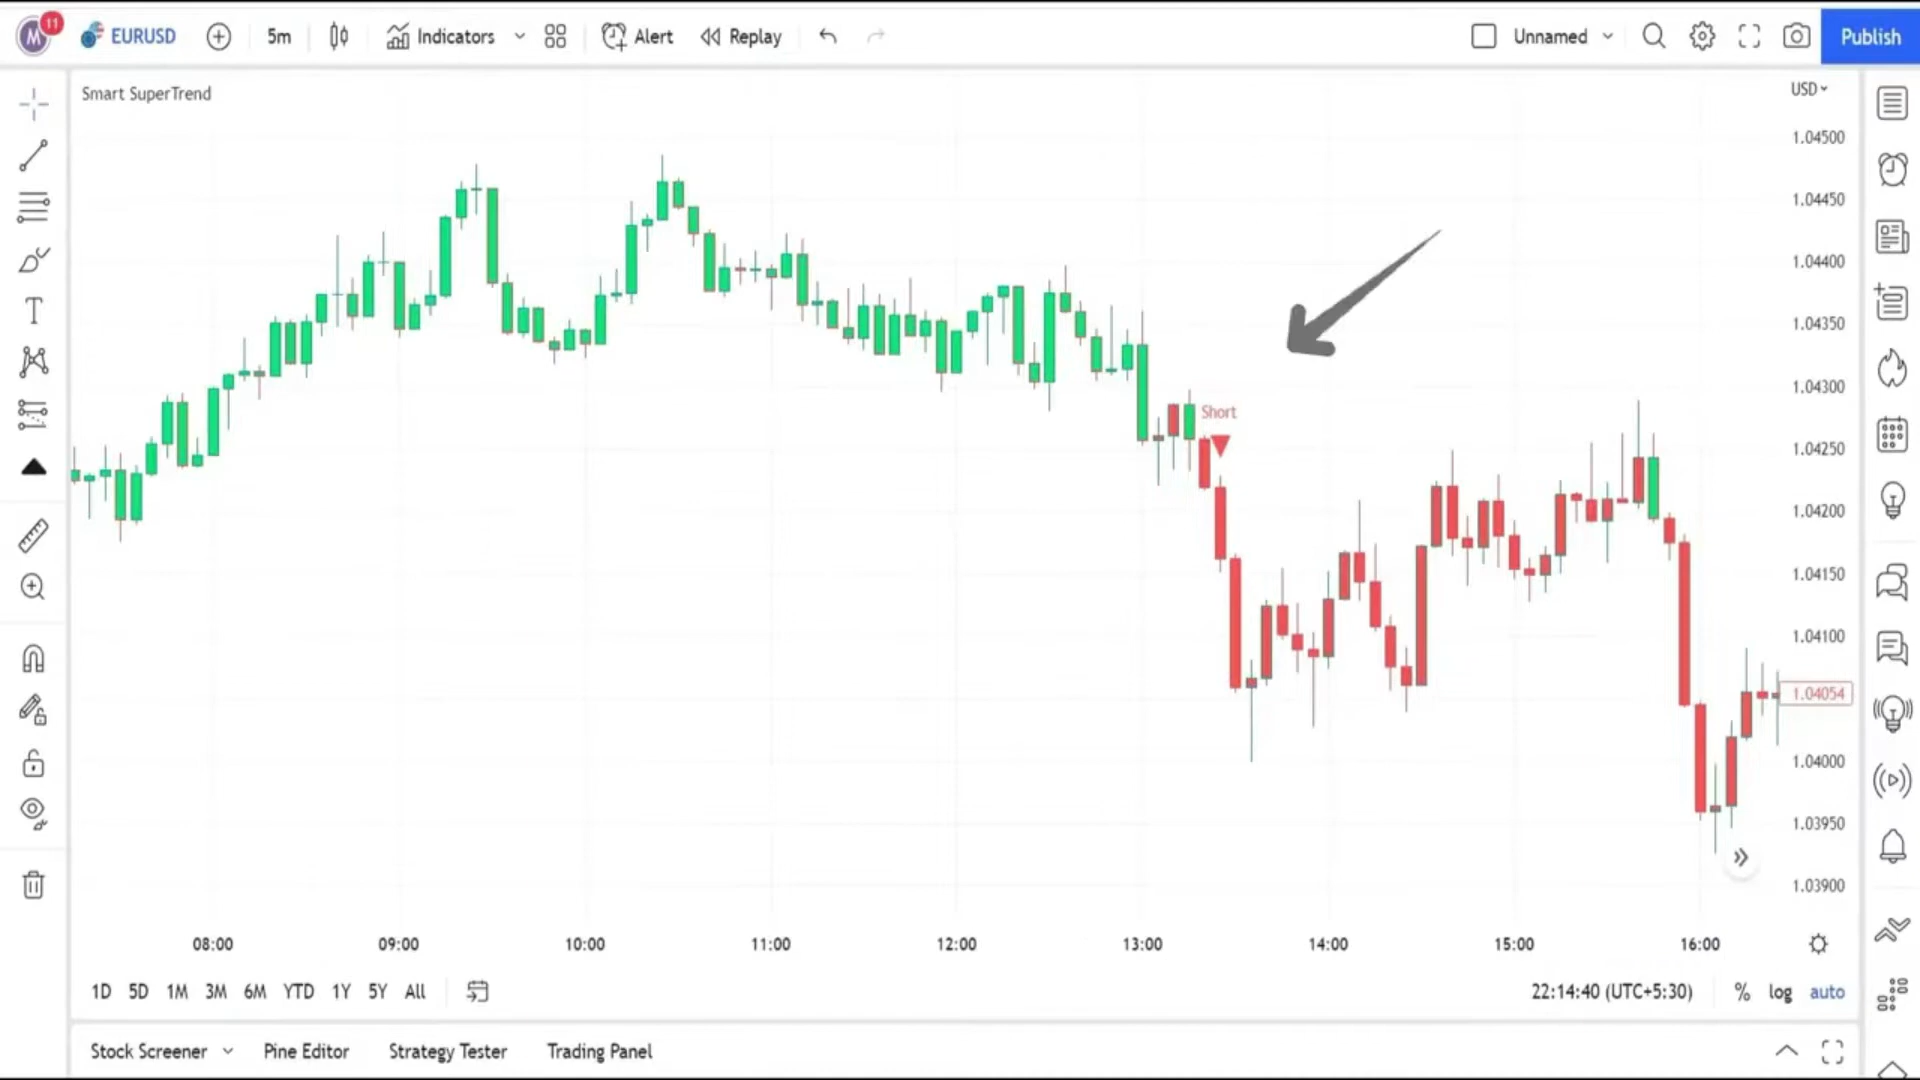 M
11
EURUSD
5m
Indicators
Alert
Replay
Unnamed
Publish
Smart SuperTrend
USD
1.04500
1.04450
1.04400
1.04350
1.04300
1.04250
1.04200
1.04150
1.04100
1.04054
1.04000
1.03950
1.03900
Short
08:00
09:00
10:00
11:00
12:00
13:00
14:00
15:00
16:00
1D 5D 1M 3M 6M YTD 1Y 5Y All
22:14:40 (UTC+5:30)
% log auto
Stock Screener
Pine Editor
Strategy Tester
Trading Panel